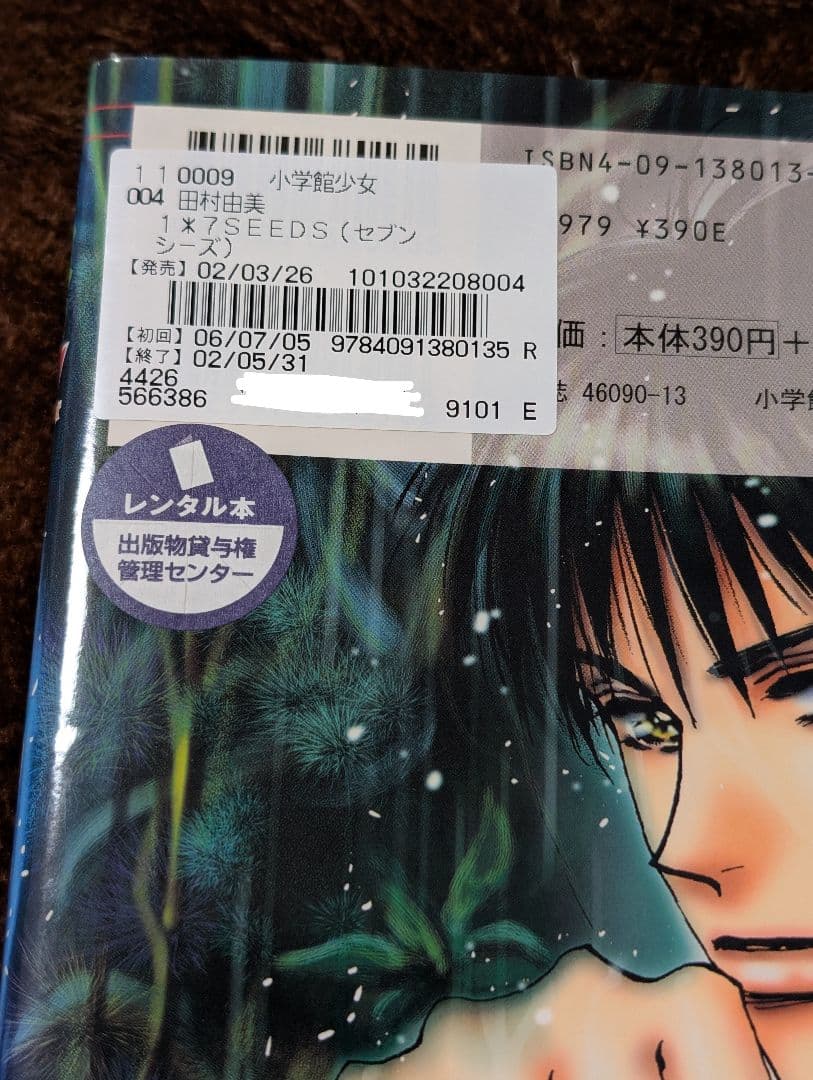 ISBN4-09-138013-
979 ¥390E
価：本体390円＋
誌 46090-13 小学館
１１0009 小学館少女
004 田村由美
１＊７ＳＥＥＤＳ（セブン
シーズ）
【発売】02/03/26 101032208004
【初回】06/07/05 9784091380135 R
【終了】02/05/31
4426
566386 9101 E
レンタル本
出版物貸与権
管理センター